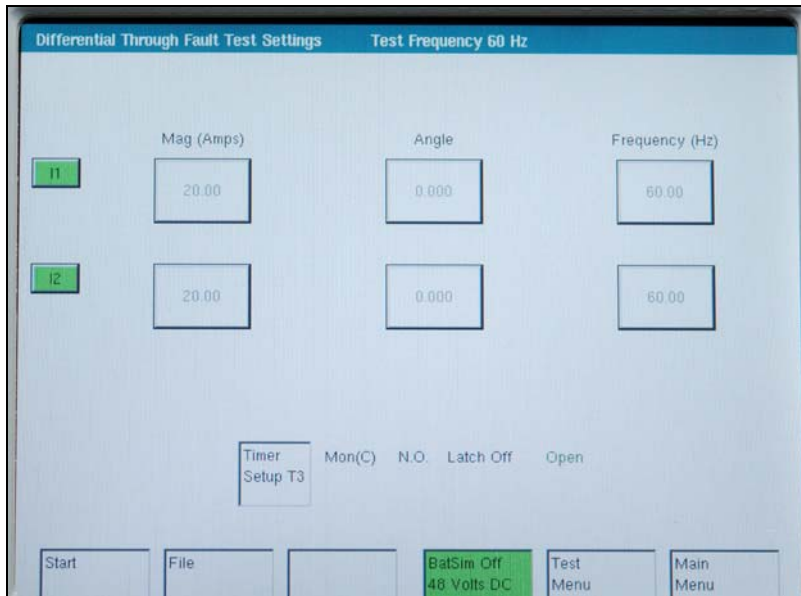 Differential Through Fault Test Settings Test Frequency 60 Hz
Mag (Amps) Angle Frequency (Hz)
I1 20.00 0.000 60.00
I2 20.00 0.000 60.00
Timer Setup T3 Mon(C) N.O. Latch Off Open
Start File BatSim Off Test Main
48 Volts DC Menu Menu